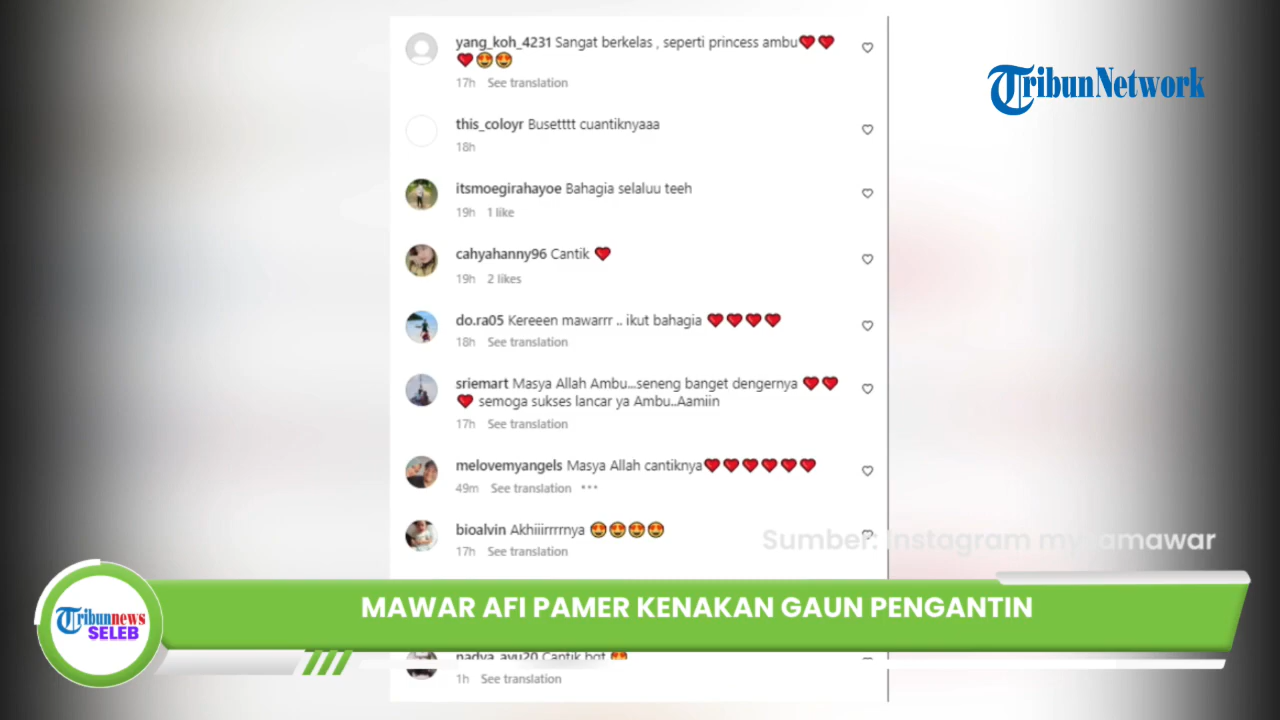 yang_koh_4231 Sangat berkelas , seperti princess ambu❤️❤️
❤️😍😍
17h See translation
TribunNetwork
this_coloyr Busetttt cuantiknyaaa
18h
itsmoegirahayoe Bahagia selaluu teeh
19h 1 like
cahyahanny96 Cantik ❤️
19h 2 likes
do.ra05 Kereeen mawarrr .. ikut bahagia ❤️❤️❤️❤️
18h See translation
sriemart Masya Allah Ambu...seneng banget dengernya ❤️❤️
❤️ semoga sukses lancar ya Ambu..Aamiin
17h See translation
melovemyangels Masya Allah cantiknya❤️❤️❤️❤️❤️❤️
49m See translation •••
bioalvin Akhiiirrrrnya 😍😍😍😍
17h See translation
Sumber: Instagram
MAWAR AFI PAMER KENAKAN GAUN PENGANTIN
Tribunnews
SELEB
nadya_ayu20 Cantik bgt 😍
1h See translation